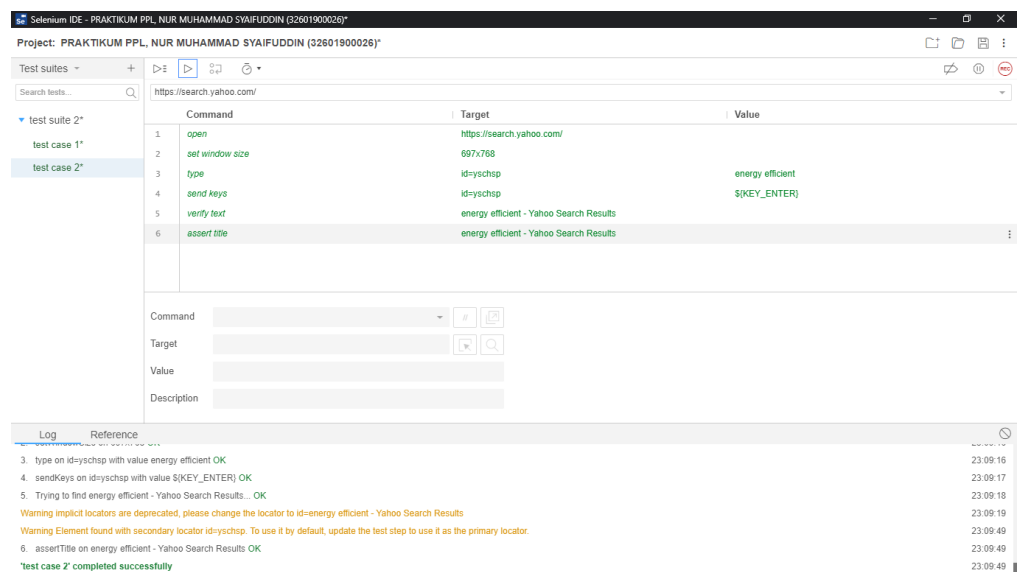 Selenium IDE - PRAKTIKUM PPL, NUR MUHAMMAD SYAIFUDDIN (32601900026)*
Project: PRAKTIKUM PPL, NUR MUHAMMAD SYAIFUDDIN (32601900026)*
Test suites
Search tests...
test suite 2*
test case 1*
test case 2*
REC
https://search.yahoo.com/
Command Target Value
1 open https://search.yahoo.com/
2 set window size 697x768
3 type id=yschsp energy efficient
4 send keys id=yschsp ${KEY_ENTER}
5 verify text energy efficient - Yahoo Search Results
6 assert title energy efficient - Yahoo Search Results
Command
//
Target
Value
Description
Log Reference
3. type on id=yschsp with value energy efficient OK 23:09:16
4. sendKeys on id=yschsp with value ${KEY_ENTER} OK 23:09:17
5. Trying to find energy efficient - Yahoo Search Results... OK 23:09:18
Warning implicit locators are deprecated, please change the locator to id=energy efficient - Yahoo Search Results 23:09:19
Warning Element found with secondary locator id=yschsp. To use it by default, update the test step to use it as the primary locator. 23:09:49
6. assertTitle on energy efficient - Yahoo Search Results OK 23:09:49
'test case 2' completed successfully 23:09:49